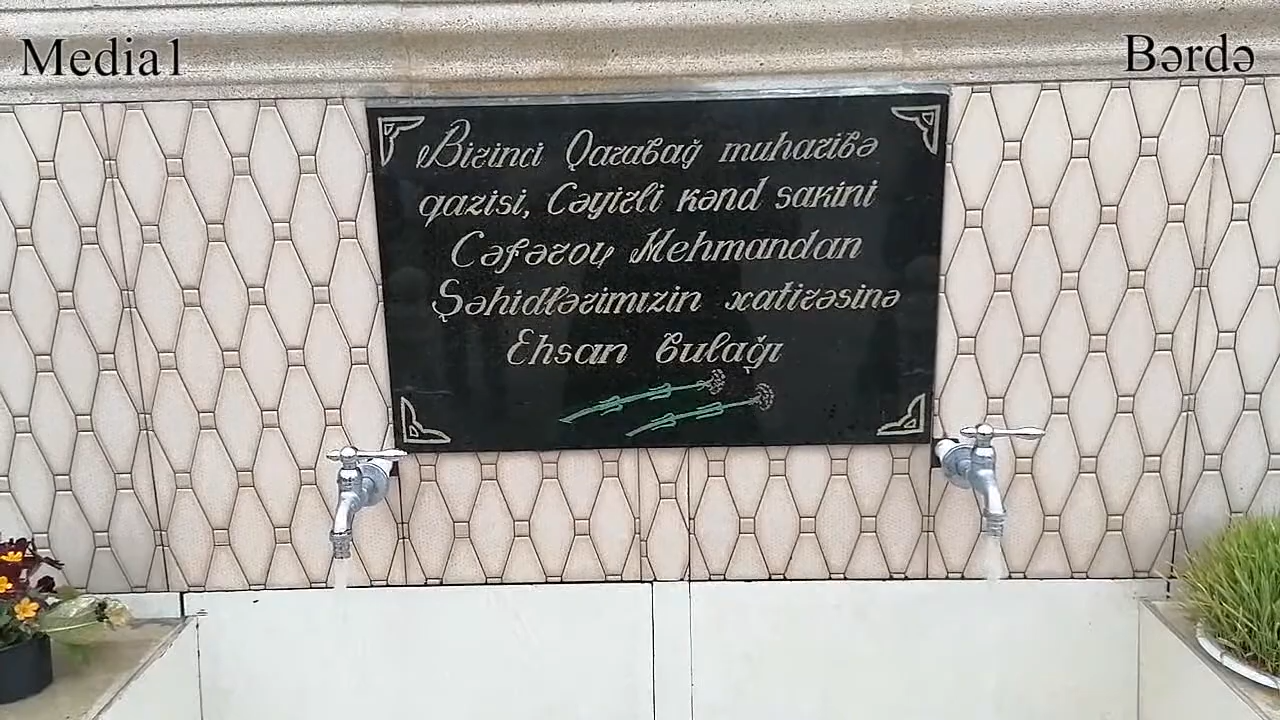 Media1
Bərdə
Birinci Qarabağ muharibə
qazisi, Cəyirli kənd sakini
Cəfərov Mehmandan
Şəhidlərimizin xatirəsinə
Ehsan bulağı